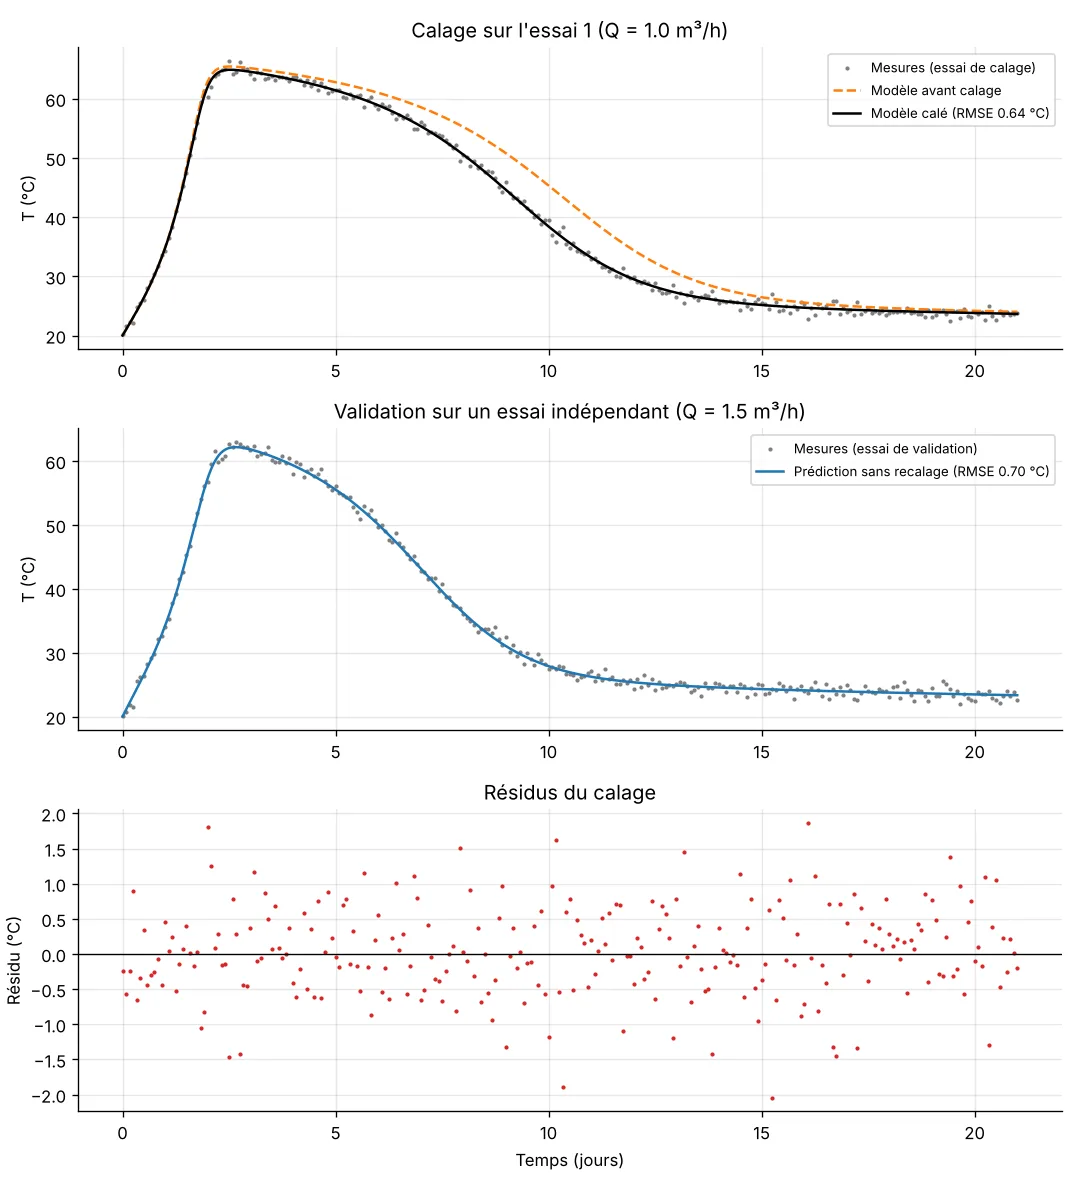 Calage sur l'essai 1 (Q = 1.0 m³/h)
Mesures (essai de calage)
Modèle avant calage
Modèle calé (RMSE 0.64 °C)
T (°C)
60
50
40
30
20
0 5 10 15 20
Validation sur un essai indépendant (Q = 1.5 m³/h)
Mesures (essai de validation)
Prédiction sans recalage (RMSE 0.70 °C)
T (°C)
60
50
40
30
20
0 5 10 15 20
Résidus du calage
Résidu (°C)
2.0
1.5
1.0
0.5
0.0
−0.5
−1.0
−1.5
−2.0
0 5 10 15 20
Temps (jours)